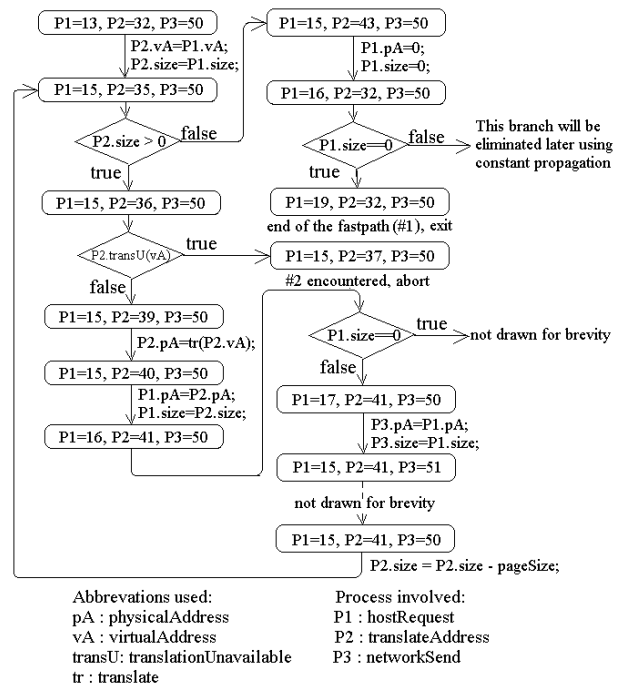 P1=13, P2=32, P3=50
P2.vA=P1.vA;
P2.size=P1.size;
P1=15, P2=35, P3=50
P2.size > 0
false
true
P1=15, P2=36, P3=50
P2.transU(vA)
true
false
P1=15, P2=39, P3=50
P2.pA=tr(P2.vA);
P1=15, P2=40, P3=50
P1.pA=P2.pA;
P1.size=P2.size;
P1=16, P2=41, P3=50
P1=15, P2=43, P3=50
P1.pA=0;
P1.size=0;
P1=16, P2=32, P3=50
P1.size==0
false
This branch will be
eliminated later using
constant propagation
true
P1=19, P2=32, P3=50
end of the fastpath (#1), exit
P1=15, P2=37, P3=50
#2 encountered, abort
P1.size==0
true
not drawn for brevity
false
P1=17, P2=41, P3=50
P3.pA=P1.pA;
P3.size=P1.size;
P1=15, P2=41, P3=51
not drawn for brevity
P1=15, P2=41, P3=50
P2.size = P2.size - pageSize;
Abbrevations used:
pA : physicalAddress
vA : virtualAddress
transU: translationUnavailable
tr : translate
Process involved:
P1 : hostRequest
P2 : translateAddress
P3 : networkSend